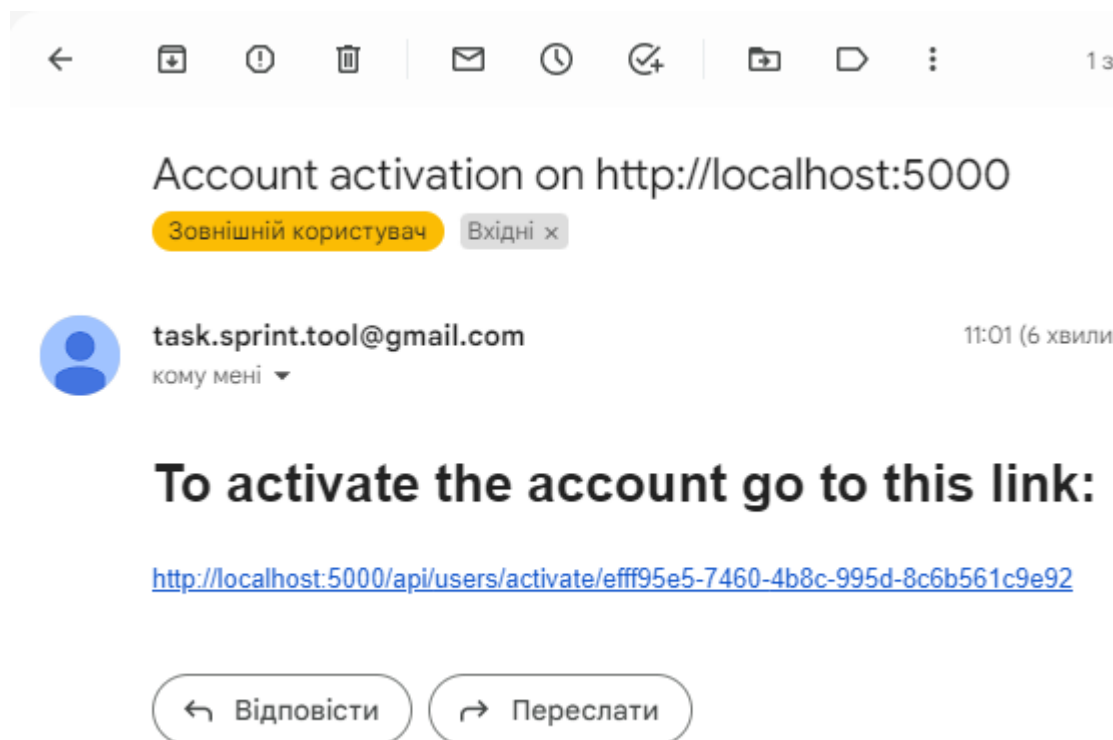 1 з
Account activation on http://localhost:5000
Зовнішній користувач Вхідні ×
task.sprint.tool@gmail.com 11:01 (6 хвили
кому мені
To activate the account go to this link:
http://localhost:5000/api/users/activate/efff95e5-7460-4b8c-995d-8c6b561c9e92
Відповісти Переслати